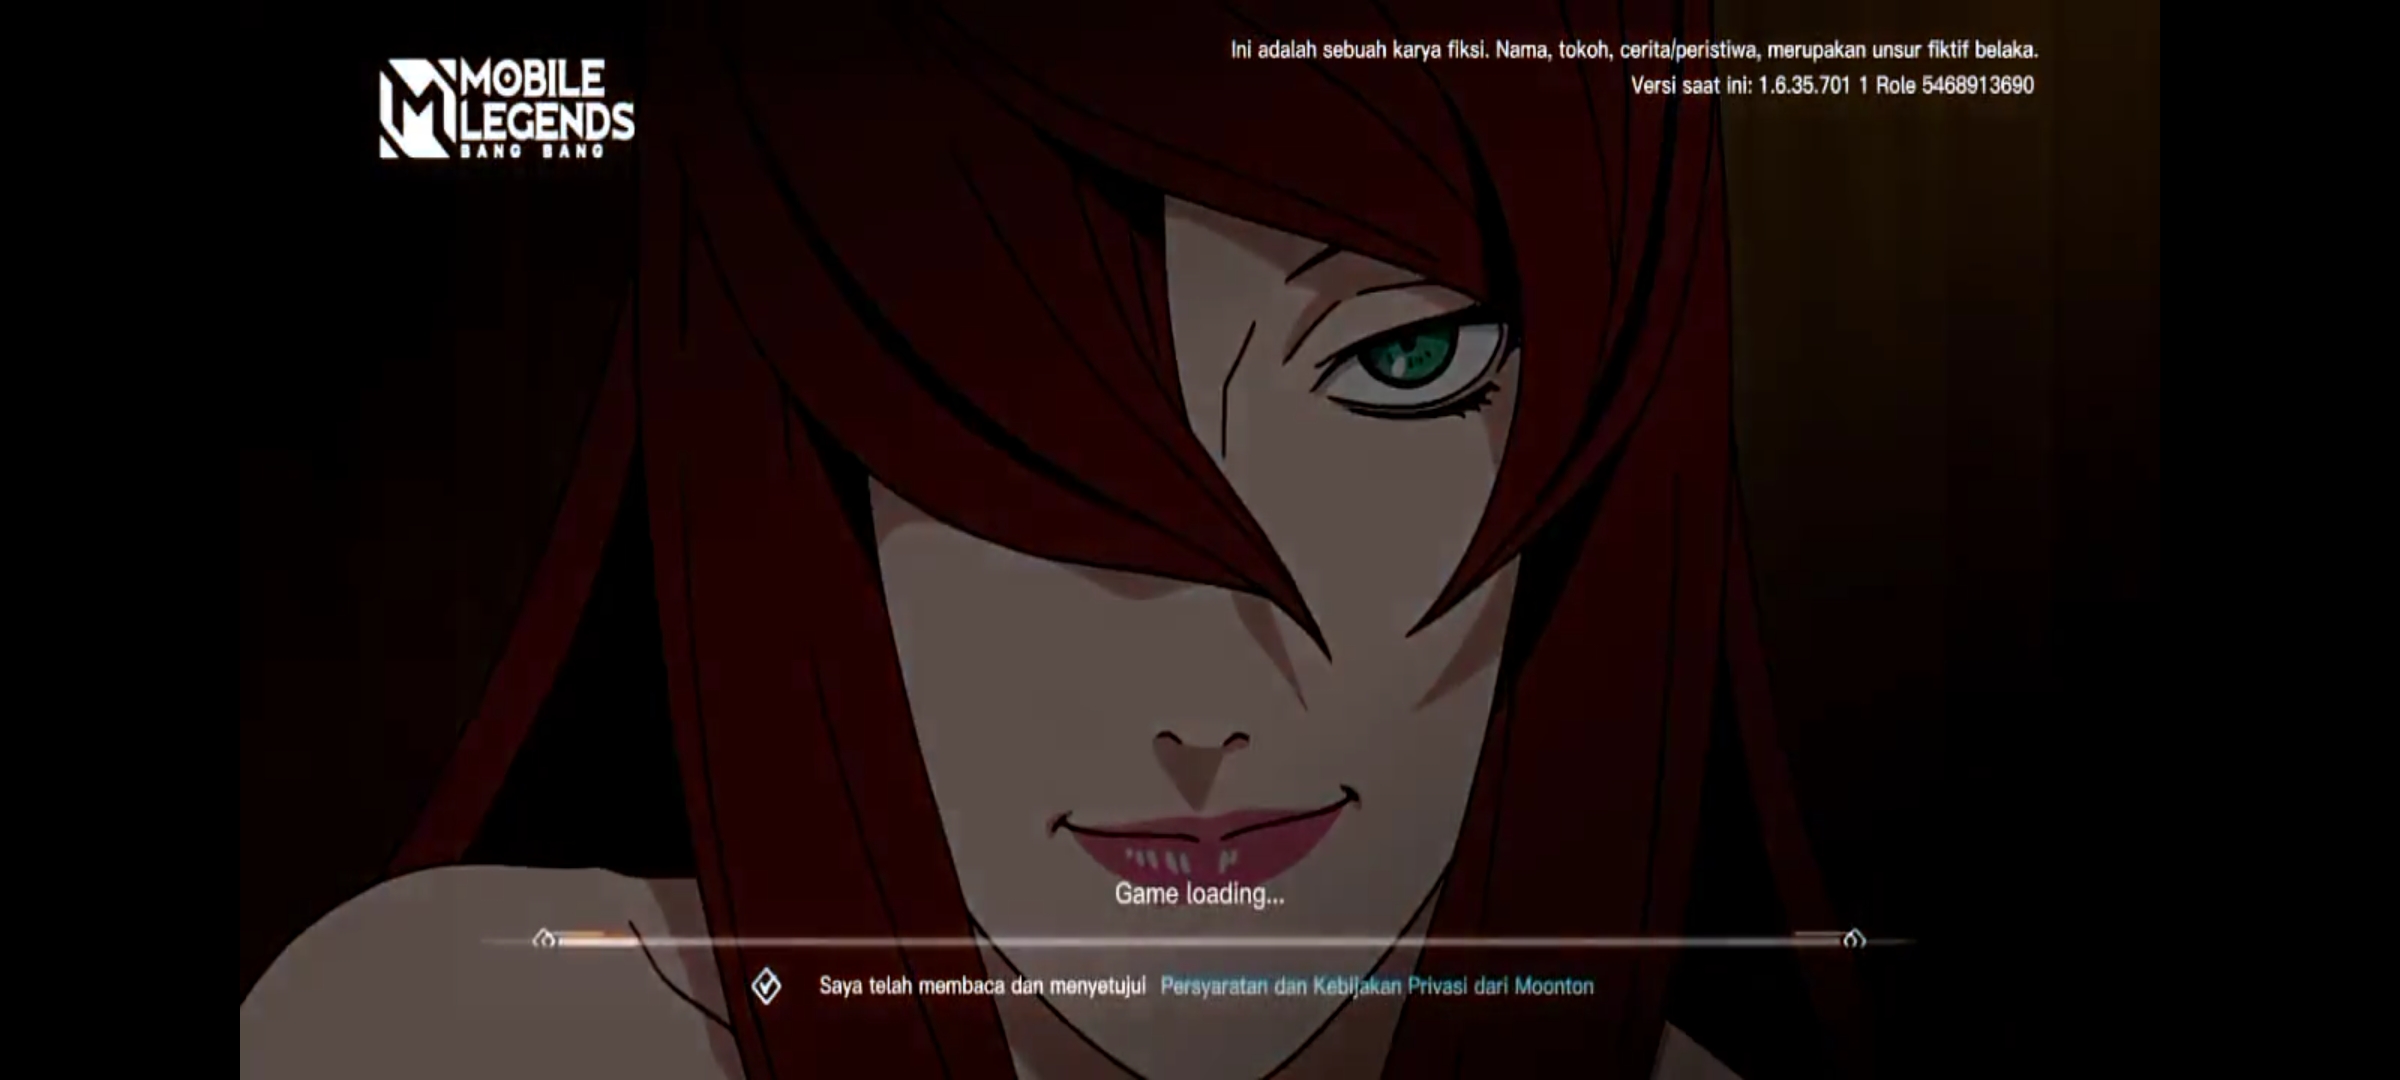 MOBILE
LEGENDS
BANG BANG
Ini adalah sebuah karya fiksi. Nama, tokoh, cerita/peristiwa, merupakan unsur fiktif belaka.
Versi saat ini: 1.6.35.701 1 Role 5468913690
Game loading...
Saya telah membaca dan menyetujui Persyaratan dan Kebijakan Privasi dari Moonton